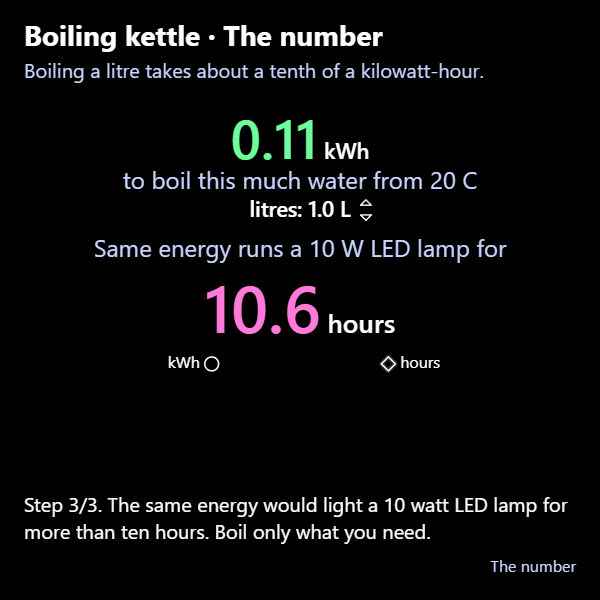 Boiling kettle · The number
Boiling a litre takes about a tenth of a kilowatt-hour.
0.11 kWh
to boil this much water from 20 C
litres: 1.0 L
Same energy runs a 10 W LED lamp for
10.6 hours
kWh
hours
Step 3/3. The same energy would light a 10 watt LED lamp for
more than ten hours. Boil only what you need.
The number